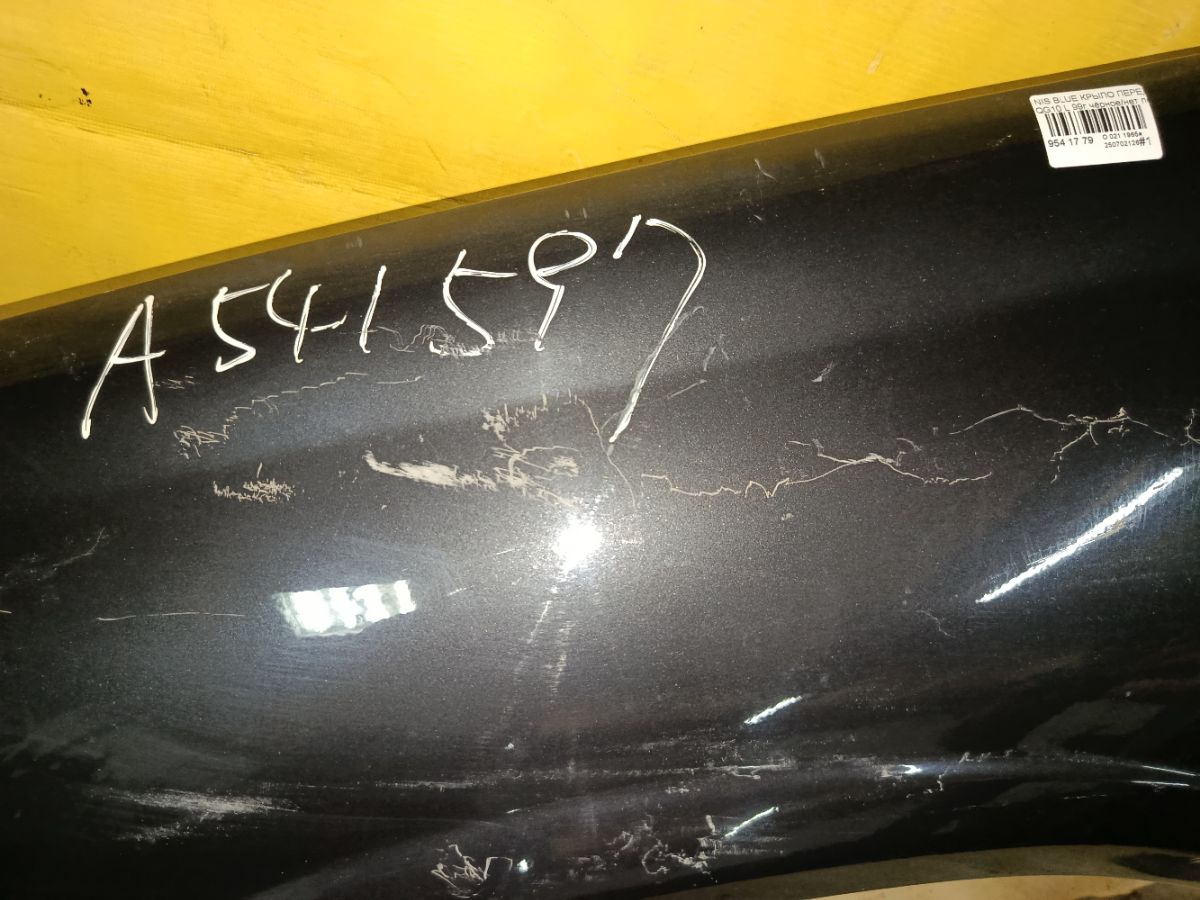 NIS BLUE КРЫЛО ПЕРЕ
QG10 L 99г чёрное/нет п
954 17 79
250702126#1
A541597